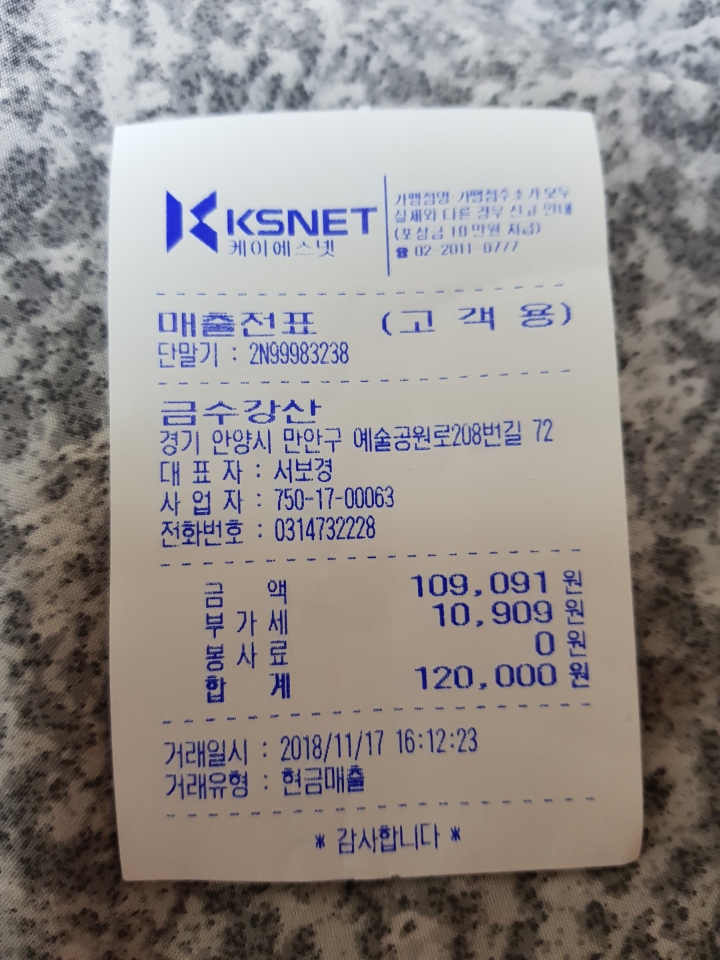 KSNET
케이에스넷
가맹점명·가맹점주소가 모두
실제와 다른 경우 신고 안내
(포상금 10만원 지급)
☎ 02-2011-0777
매출전표 (고 객 용)
단말기 : 2N99983238
금수강산
경기 안양시 만안구 예술공원로208번길 72
대 표 자 : 서보경
사 업 자 : 750-17-00063
전화번호 : 0314732228
금 액 109,091 원
부 가 세 10,909 원
봉 사 료 0 원
합 계 120,000 원
거래일시 : 2018/11/17 16:12:23
거래유형 : 현금매출
* 감사합니다 *